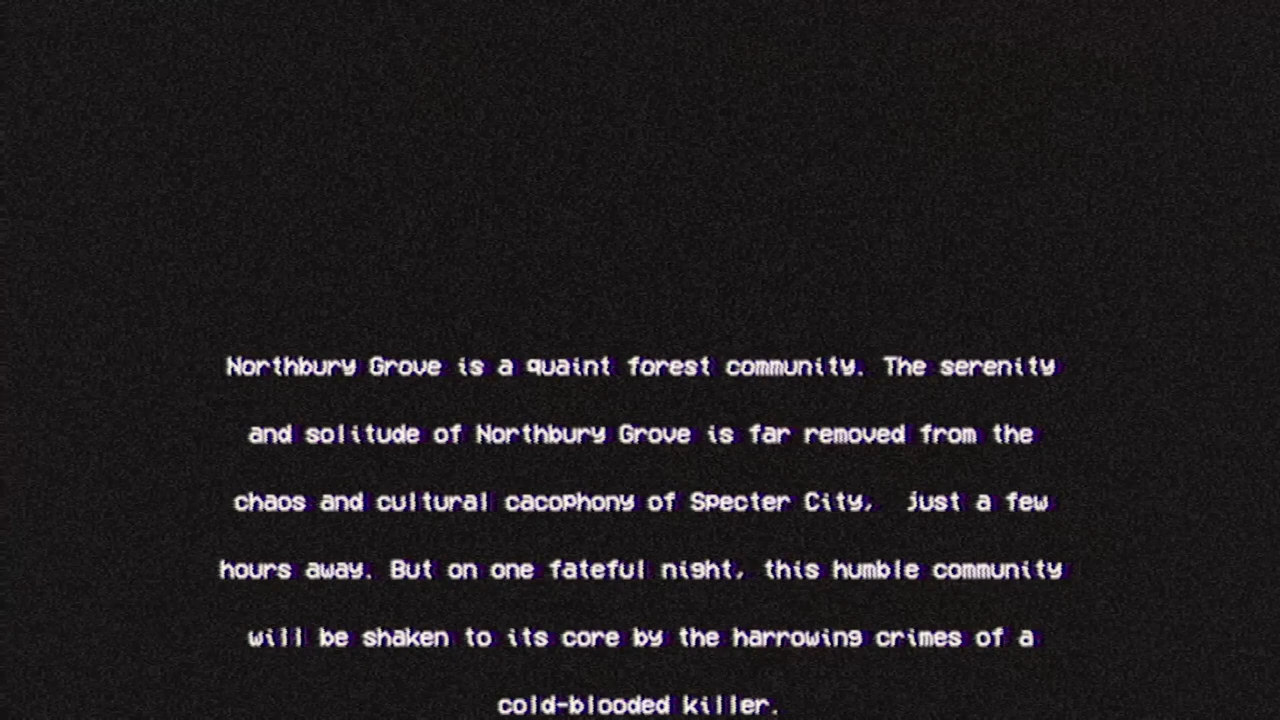 Northbury Grove is a quaint forest community. The serenity
and solitude of Northbury Grove is far removed from the
chaos and cultural cacophony of Specter City,  just a few
hours away. But on one fateful night, this humble community
will be shaken to its core by the harrowing crimes of a
cold-blooded killer.